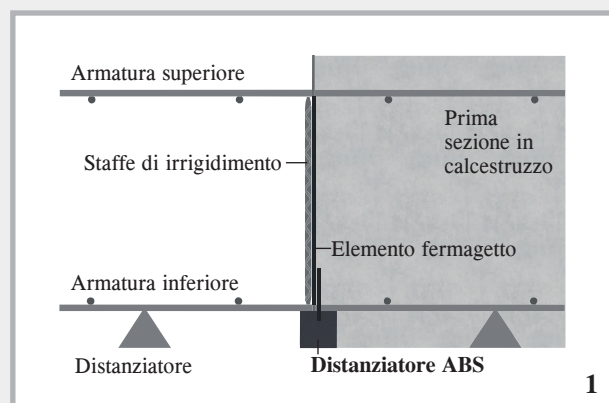 Armatura superiore
Prima
sezione in
calcestruzzo
Staffe di irrigidimento
Elemento fermagetto
Armatura inferiore
Distanziatore
Distanziatore ABS
1